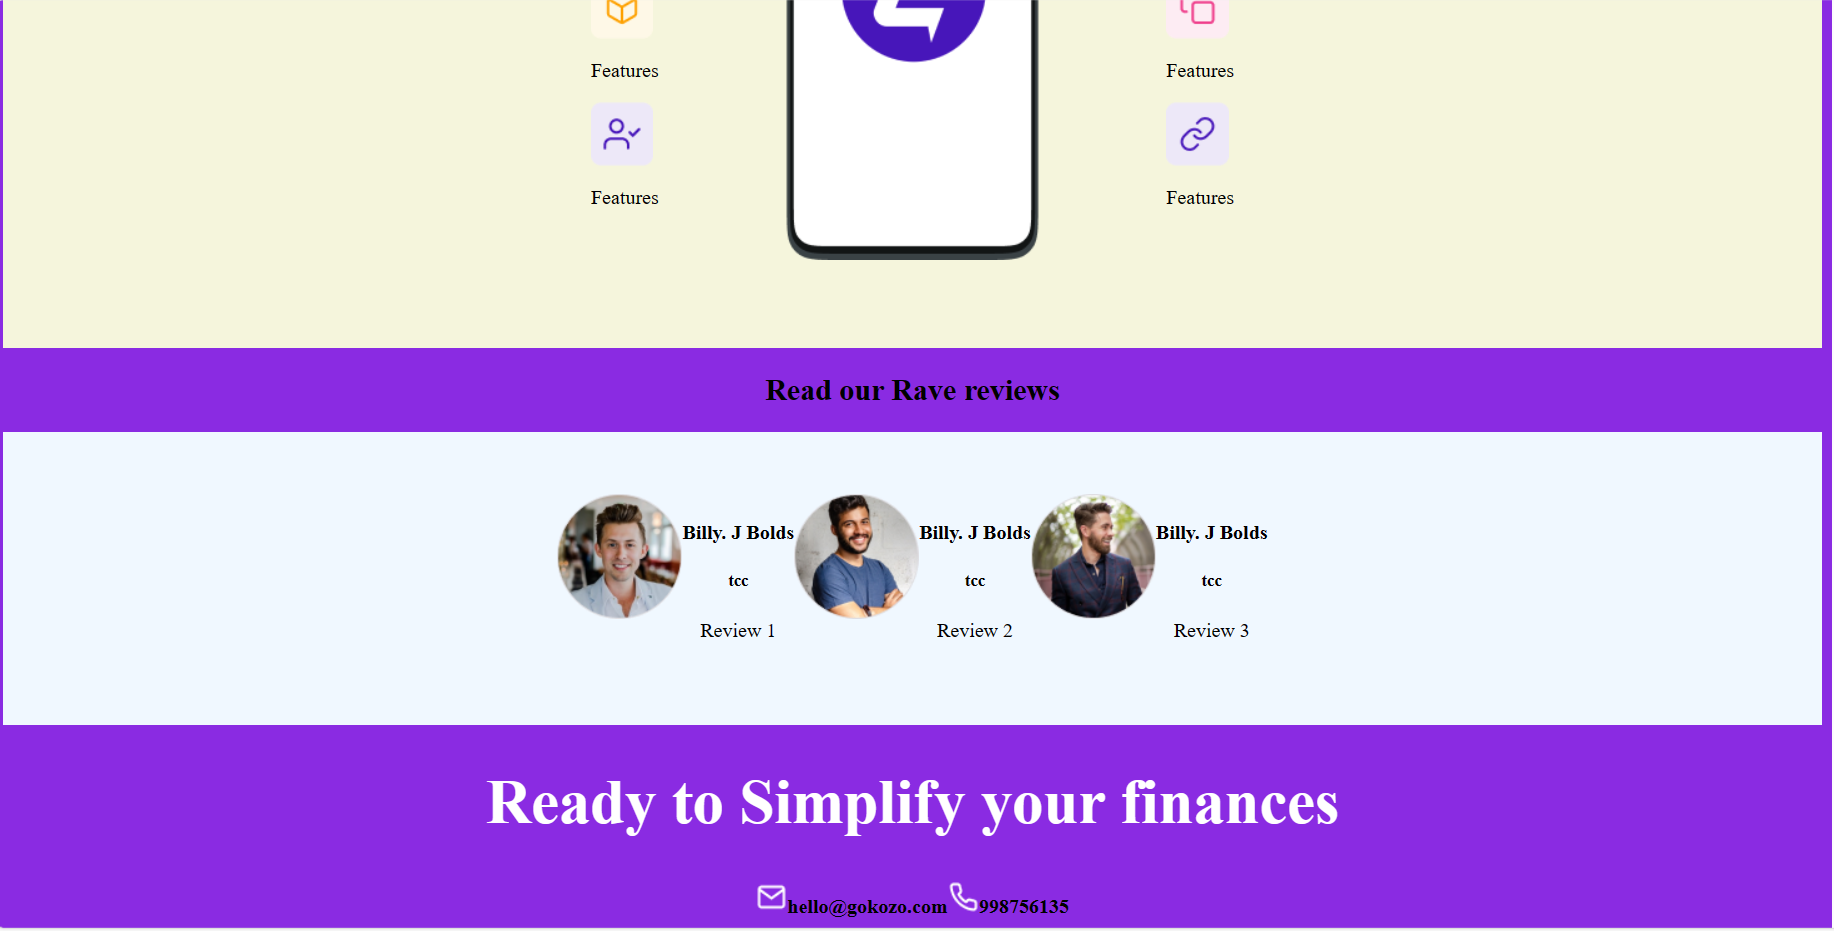 Features
Features
Features
Features
Read our Rave reviews
Billy. J Bolds
tcc
Review 1
Billy. J Bolds
tcc
Review 2
Billy. J Bolds
tcc
Review 3
Ready to Simplify your finances
hello@gokozo.com 998756135